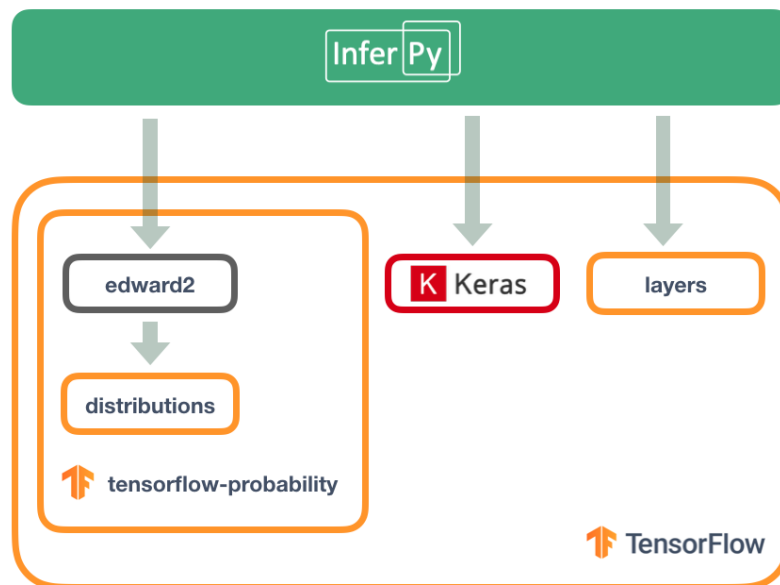 InferPy
edward2
K Keras
layers
distributions
tensorflow-probability
TensorFlow